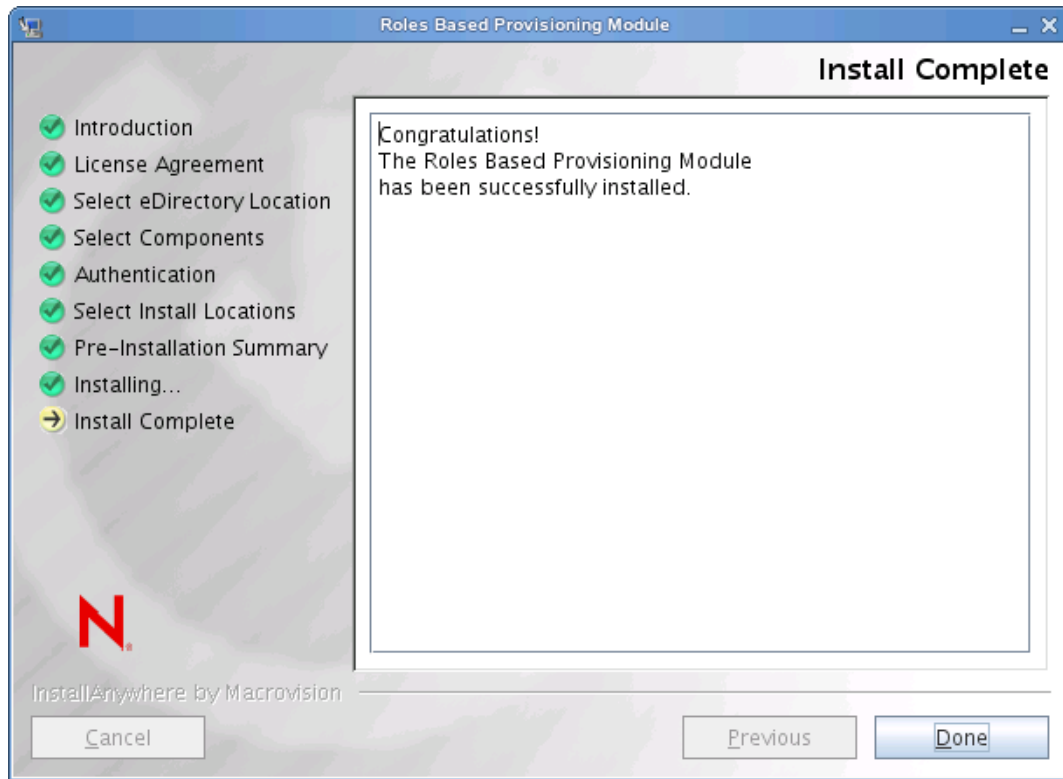 Roles Based Provisioning Module
Install Complete
Introduction
License Agreement
Select eDirectory Location
Select Components
Authentication
Select Install Locations
Pre-Installation Summary
Installing...
Install Complete
Congratulations!
The Roles Based Provisioning Module
has been successfully installed.
N®
InstallAnywhere by Macrovision
Cancel
Previous
Done